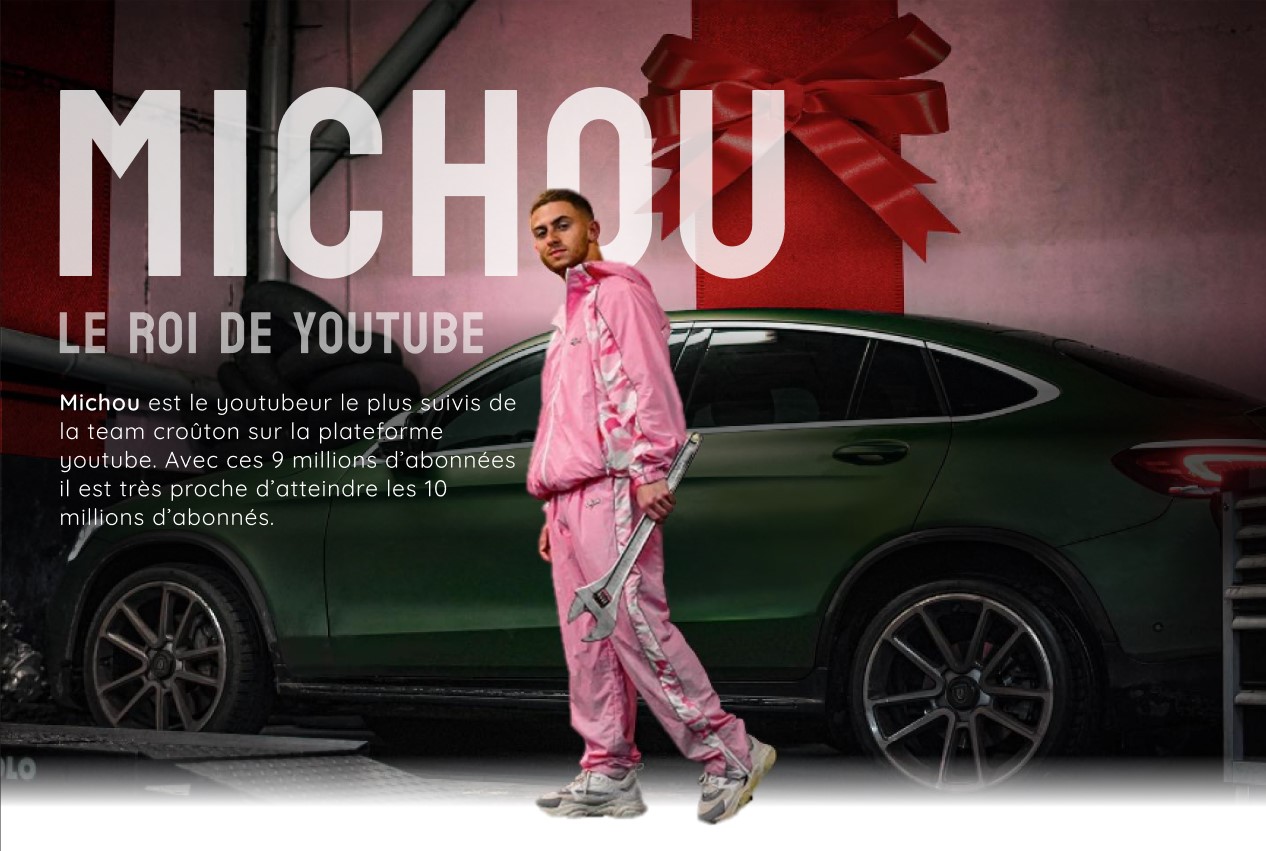 MICHOU
LE ROI DE YOUTUBE
Michou est le youtubeur le plus suivis de
la team croûton sur la plateforme
youtube. Avec ces 9 millions d’abonnées
il est très proche d’atteindre les 10
millions d’abonnés.
OLO